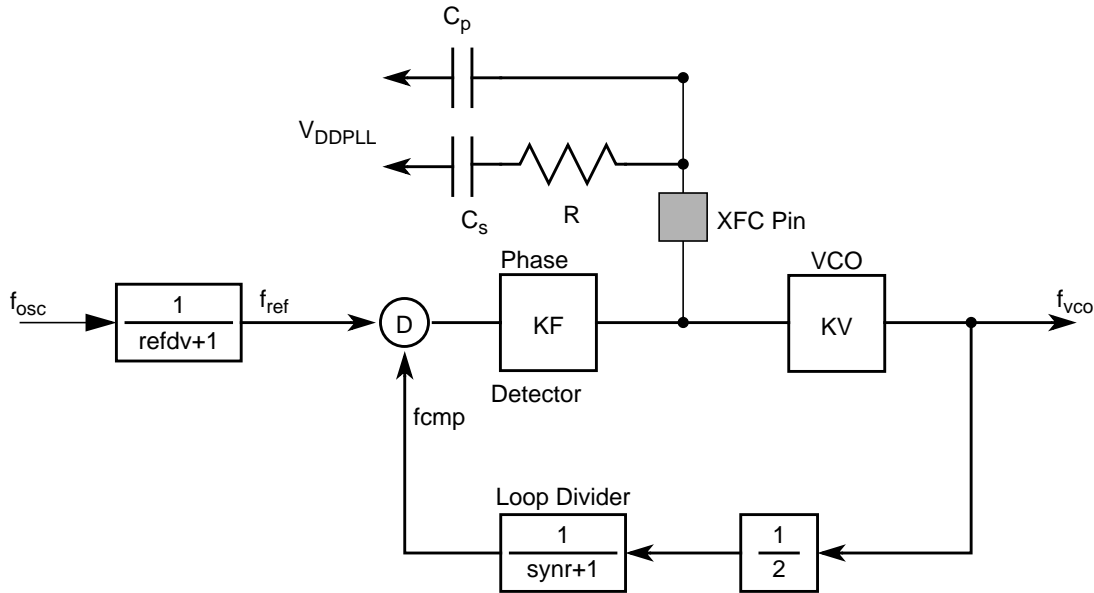 Cp
VDDPLL
Cs
R
XFC Pin
Phase
VCO
fosc
1
refdv+1
fref
D
KF
KV
fvco
Detector
fcmp
Loop Divider
1
synr+1
1
2